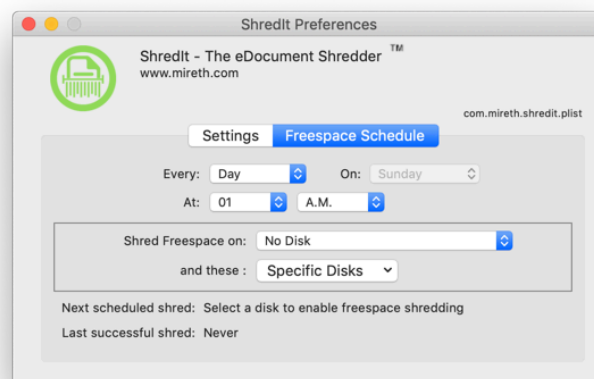 ShredIt Preferences
ShredIt - The eDocument Shredder ™
www.mireth.com
com.mireth.shredit.plist
Settings Freespace Schedule
Every: Day On: Sunday
At: 01 A.M.
Shred Freespace on: No Disk
and these : Specific Disks
Next scheduled shred: Select a disk to enable freespace shredding
Last successful shred: Never